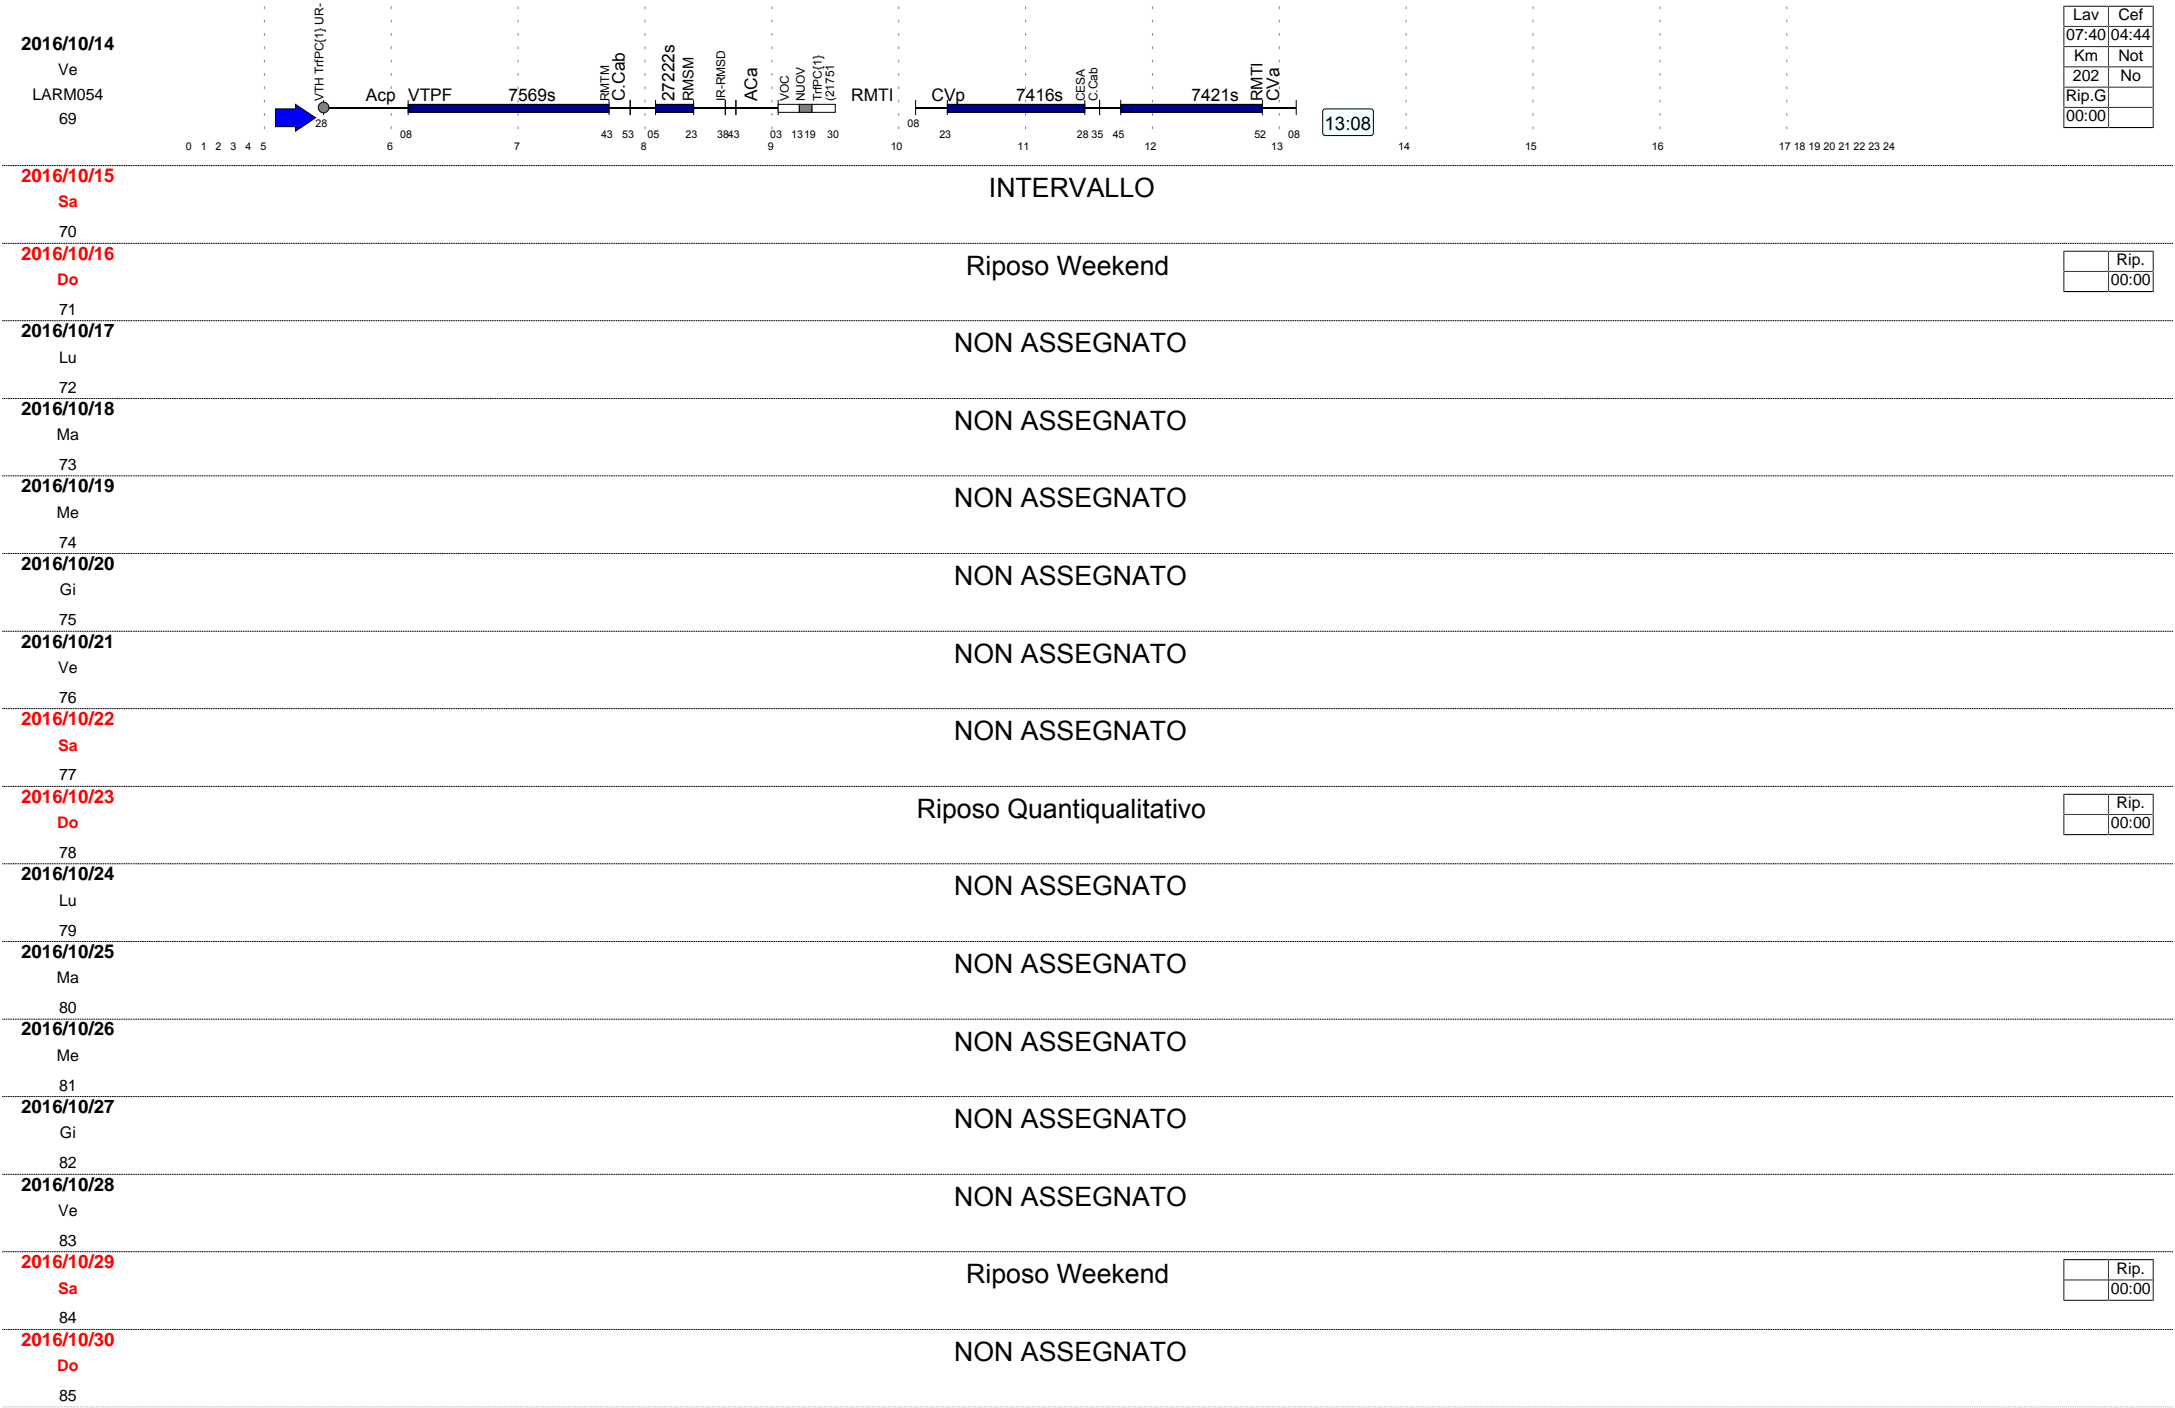 2016/10/14
Ve
LARM054
69
VTH TrfPC{1} UR-
Acp VTPF 7569s RMTM C.Cab 27222s RMSM IR-RMSD ACa VOC NUOV TrfPC{1} (21751 RMTI CVp 7416s CESA C.Cab 7421s RMTI CVa
28 08 43 53 05 23 38 43 03 13 19 30 08 23 28 35 45 52 08
13:08
0 1 2 3 4 5 6 7 8 9 10 11 12 13 14 15 16 17 18 19 20 21 22 23 24
Lav Cef
07:40 04:44
Km Not
202 No
Rip.G
00:00
2016/10/15
Sa
70
INTERVALLO
2016/10/16
Do
71
Riposo Weekend
Rip.
00:00
2016/10/17
Lu
72
NON ASSEGNATO
2016/10/18
Ma
73
NON ASSEGNATO
2016/10/19
Me
74
NON ASSEGNATO
2016/10/20
Gi
75
NON ASSEGNATO
2016/10/21
Ve
76
NON ASSEGNATO
2016/10/22
Sa
77
NON ASSEGNATO
2016/10/23
Do
78
Riposo Quantiqualitativo
Rip.
00:00
2016/10/24
Lu
79
NON ASSEGNATO
2016/10/25
Ma
80
NON ASSEGNATO
2016/10/26
Me
81
NON ASSEGNATO
2016/10/27
Gi
82
NON ASSEGNATO
2016/10/28
Ve
83
NON ASSEGNATO
2016/10/29
Sa
84
Riposo Weekend
Rip.
00:00
2016/10/30
Do
85
NON ASSEGNATO